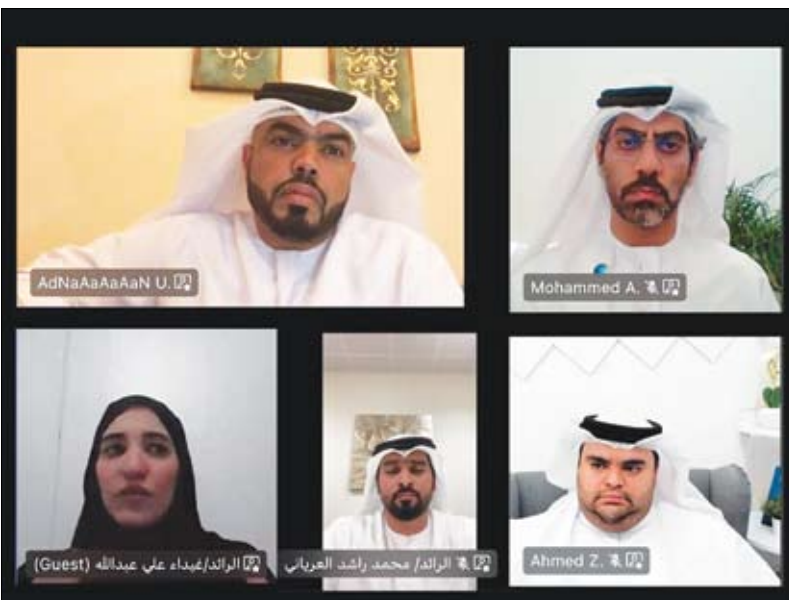 AdNaAaAaAaN U.
Mohammed A.
الرائد/غيداء علي عبدالله (Guest)
الرائد/ محمد راشد العرياني
Ahmed Z.